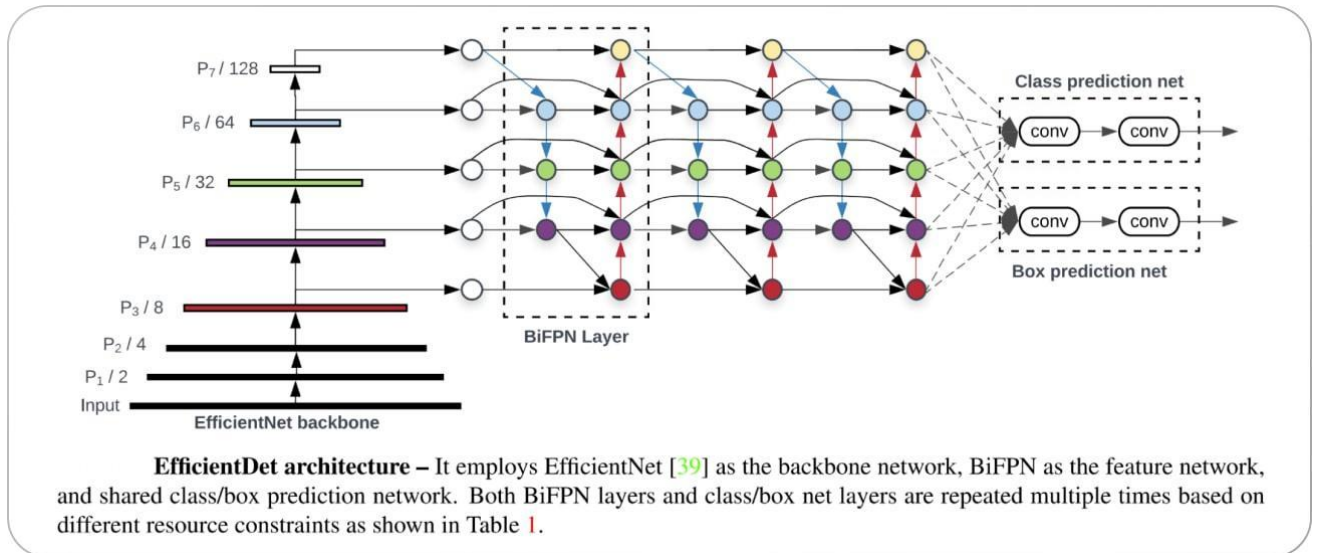 P7 / 128
P6 / 64
P5 / 32
P4 / 16
P3 / 8
P2 / 4
P1 / 2
Input
EfficientNet backbone
BiFPN Layer
Class prediction net
conv
conv
conv
conv
Box prediction net
EfficientDet architecture – It employs EfficientNet [39] as the backbone network, BiFPN as the feature network,
and shared class/box prediction network. Both BiFPN layers and class/box net layers are repeated multiple times based on
different resource constraints as shown in Table 1.